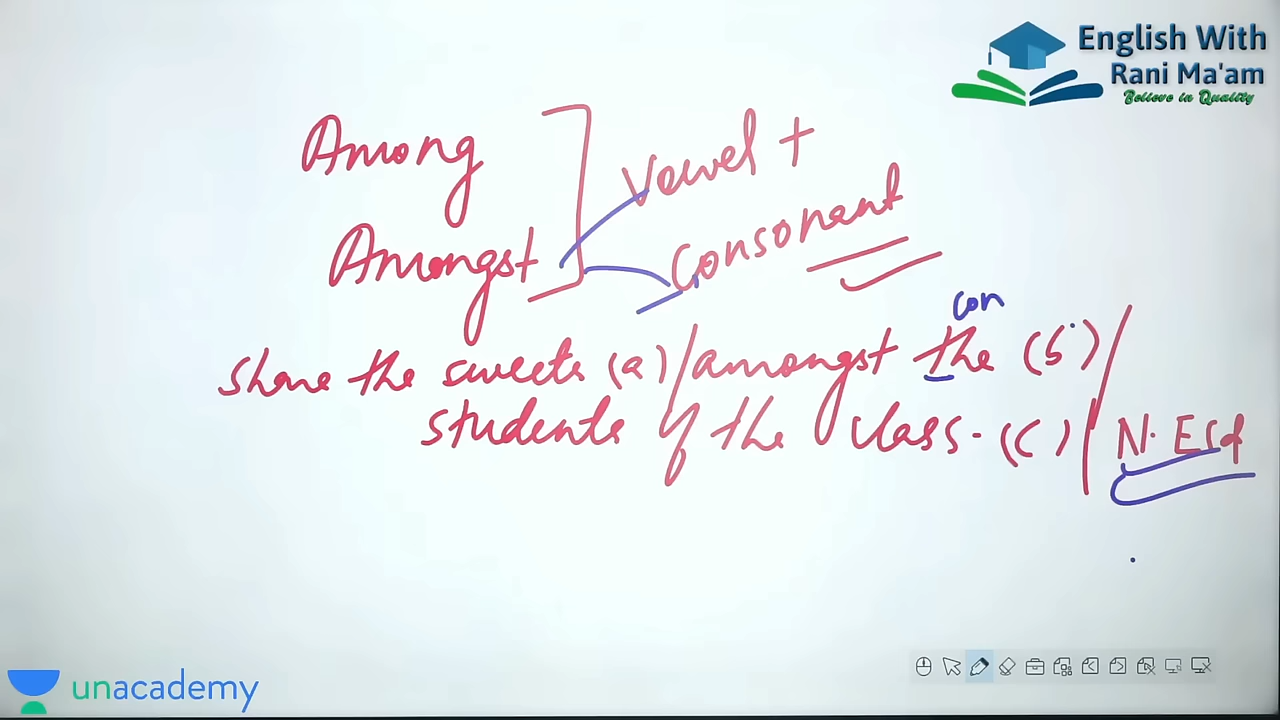 English With
Rani Ma'am
Believe in Quality
Among
Vowel +
Amongst
Consonant
con
Share the sweets (a)/amongst the (b)/
students of the class. (c)/ N. E (d
unacademy